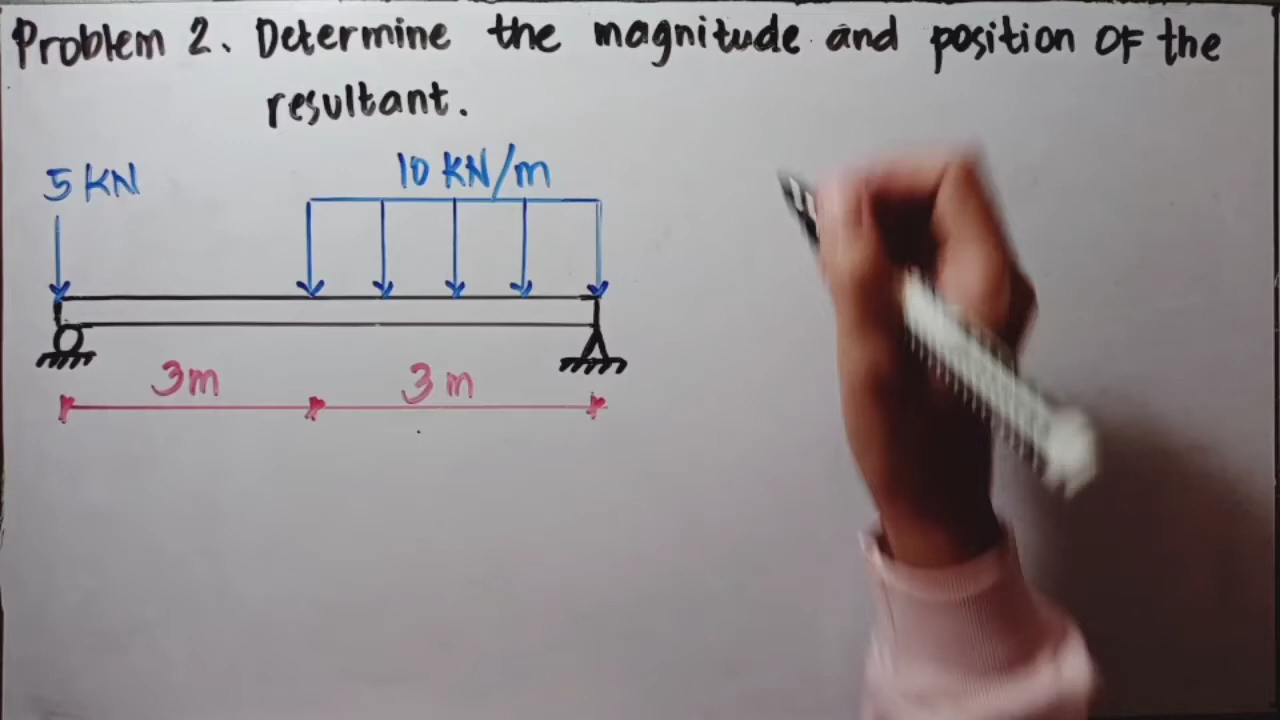 Problem 2. Determine the magnitude and position OF the
resultant.
5 KN
10 KN/m
3m
3 m